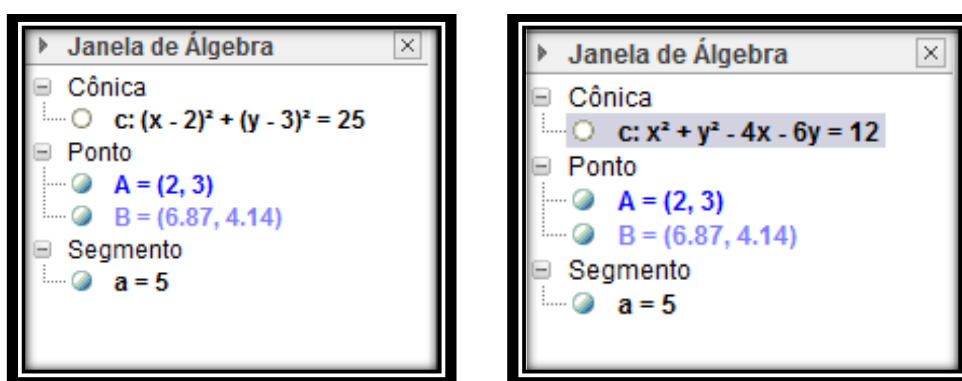 Janela de Álgebra
Cônica
c: (x - 2)² + (y - 3)² = 25
Ponto
A = (2, 3)
B = (6.87, 4.14)
Segmento
a = 5
Janela de Álgebra
Cônica
c: x² + y² - 4x - 6y = 12
Ponto
A = (2, 3)
B = (6.87, 4.14)
Segmento
a = 5